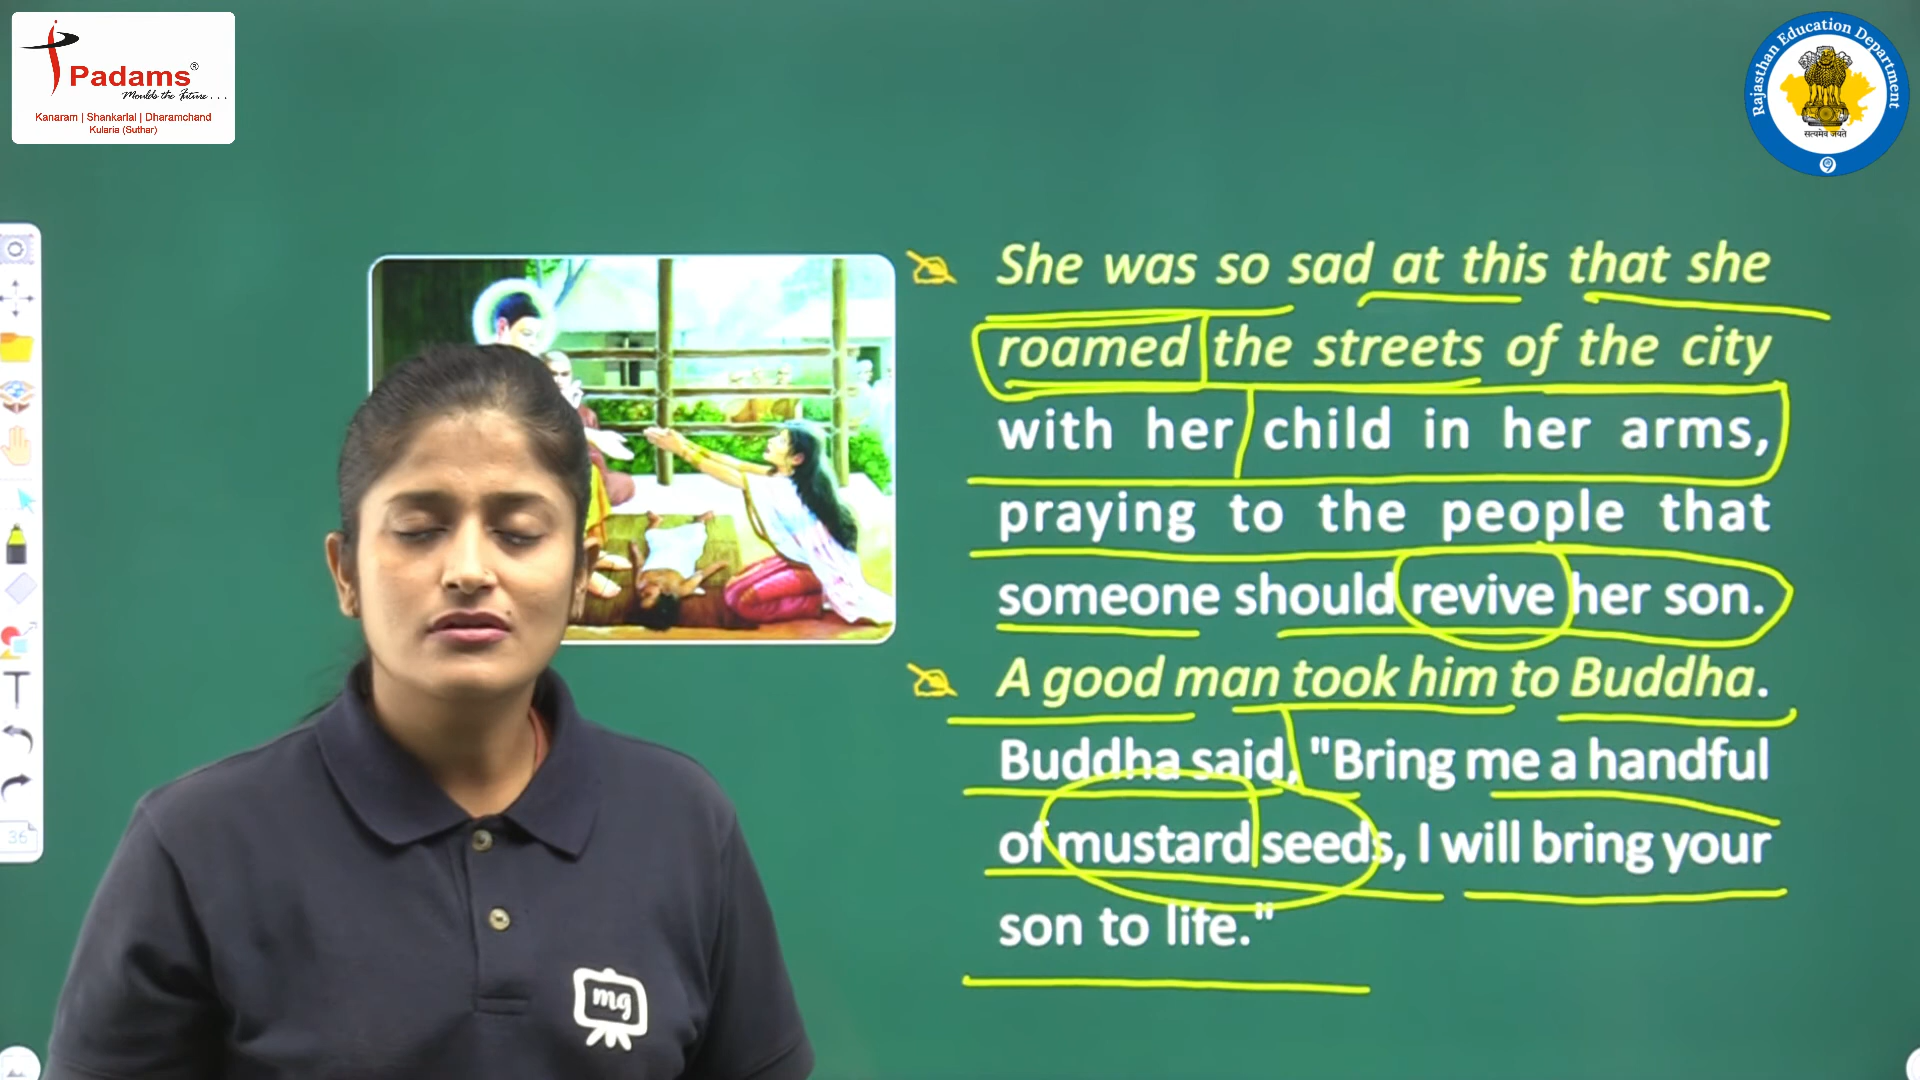 Padams®
Moulds the Future . . .
Kanaram | Shankarlal | Dharamchand
Kularia (Suthar)
Rajasthan Education Department
सत्यमेव जयते
She was so sad at this that she
roamed the streets of the city
with her child in her arms,
praying to the people that
someone should revive her son.
A good man took him to Buddha.
Buddha said, "Bring me a handful
of mustard seeds, I will bring your
son to life."
mg
T
36